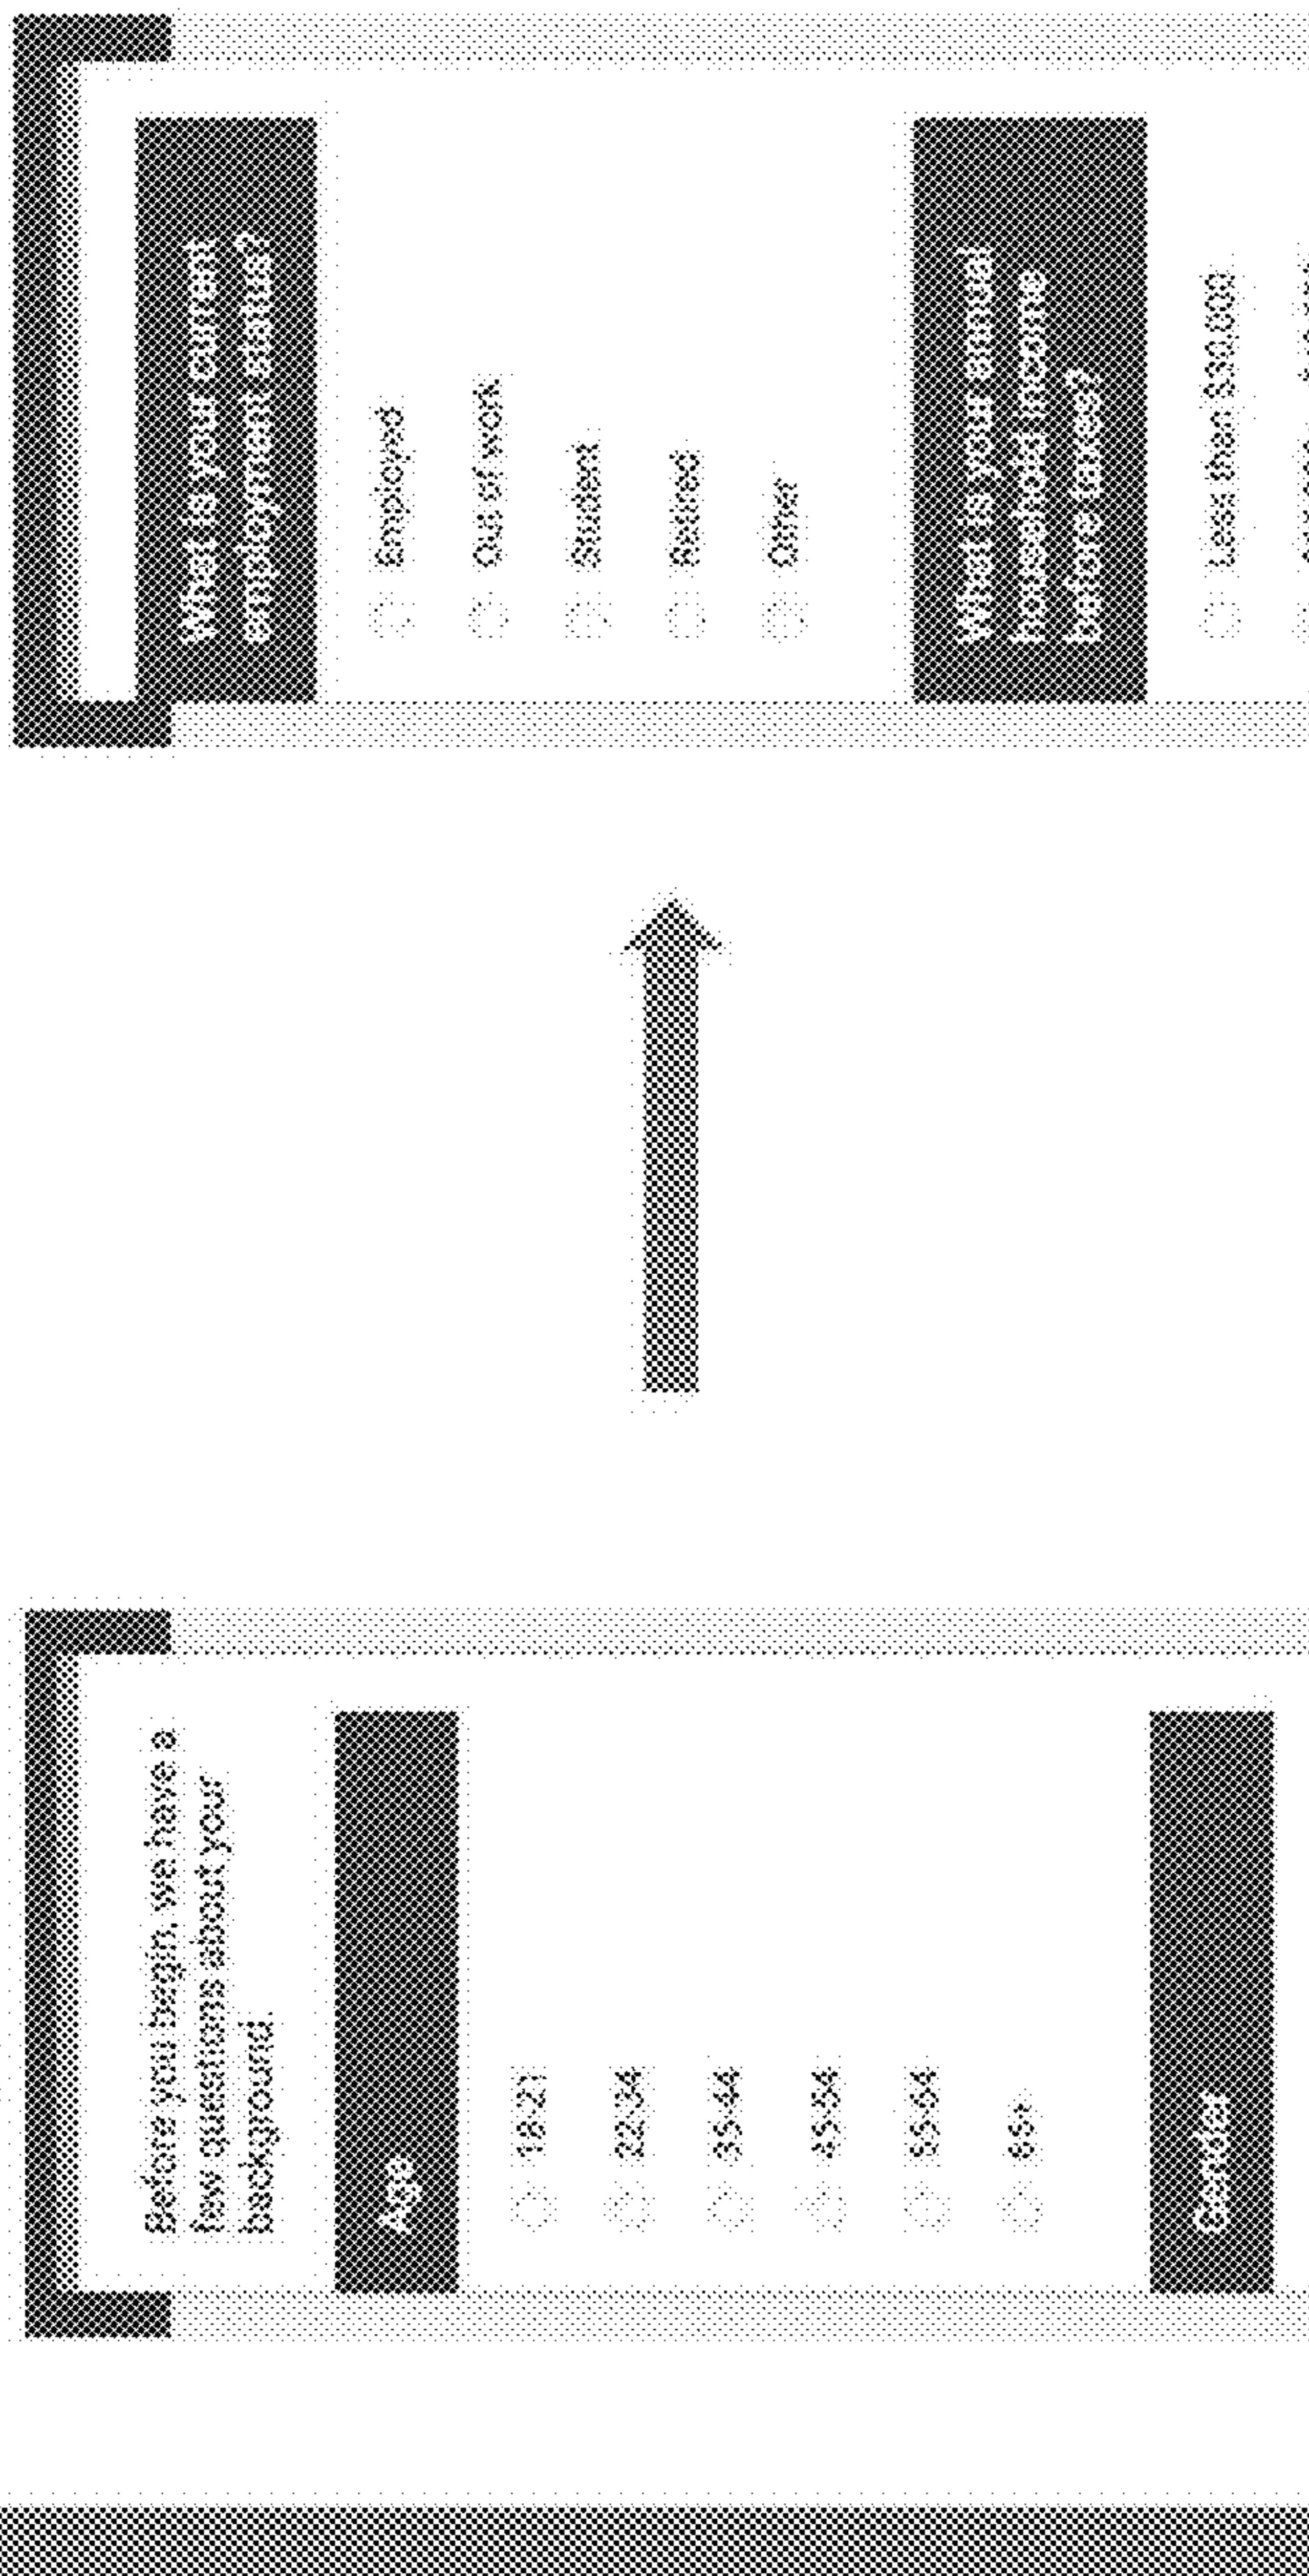 Before you begin, we have a
few questions about your
background.
Age
18-21
22-34
35-44
45-54
55-64
65+
Gender
What is your current
employment status?
Employed
Out of work
Student
Retired
Other
What is your annual
household income
before taxes?
Less than $30,000